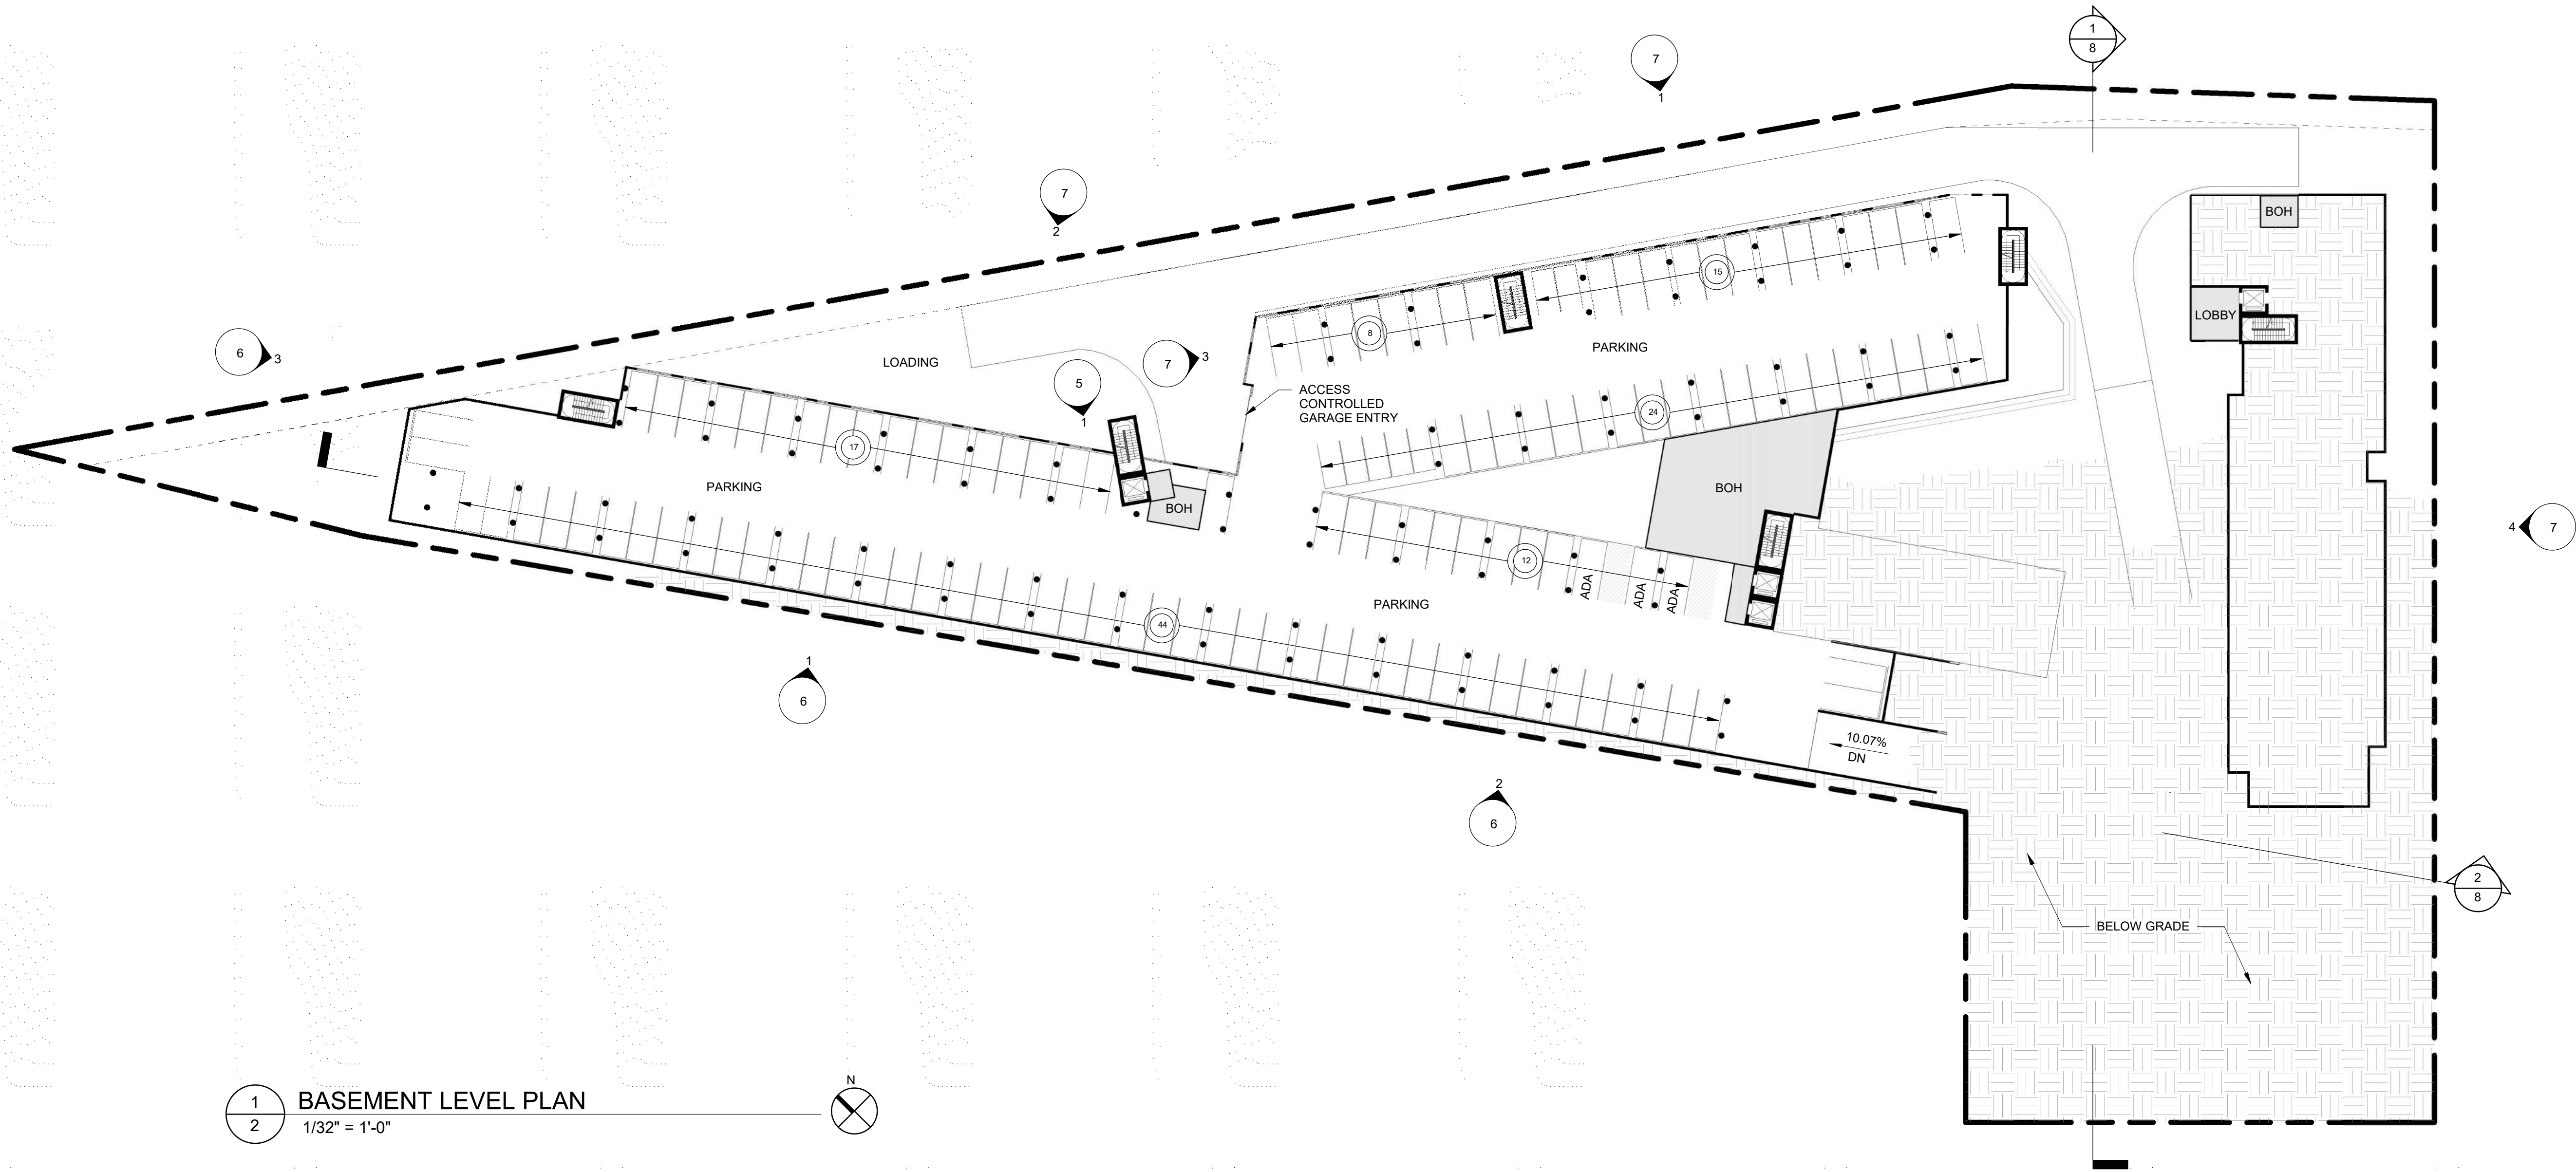 1
8
7
1
7
2
BOH
15
LOBBY
8
PARKING
6
3
LOADING
7
3
5
1
ACCESS
CONTROLLED
GARAGE ENTRY
24
17
PARKING
BOH
BOH
4
7
12
ADA
ADA
ADA
PARKING
44
1
6
10.07%
DN
2
6
2
8
BELOW GRADE
N
1
2
BASEMENT LEVEL PLAN
1/32" = 1'-0"